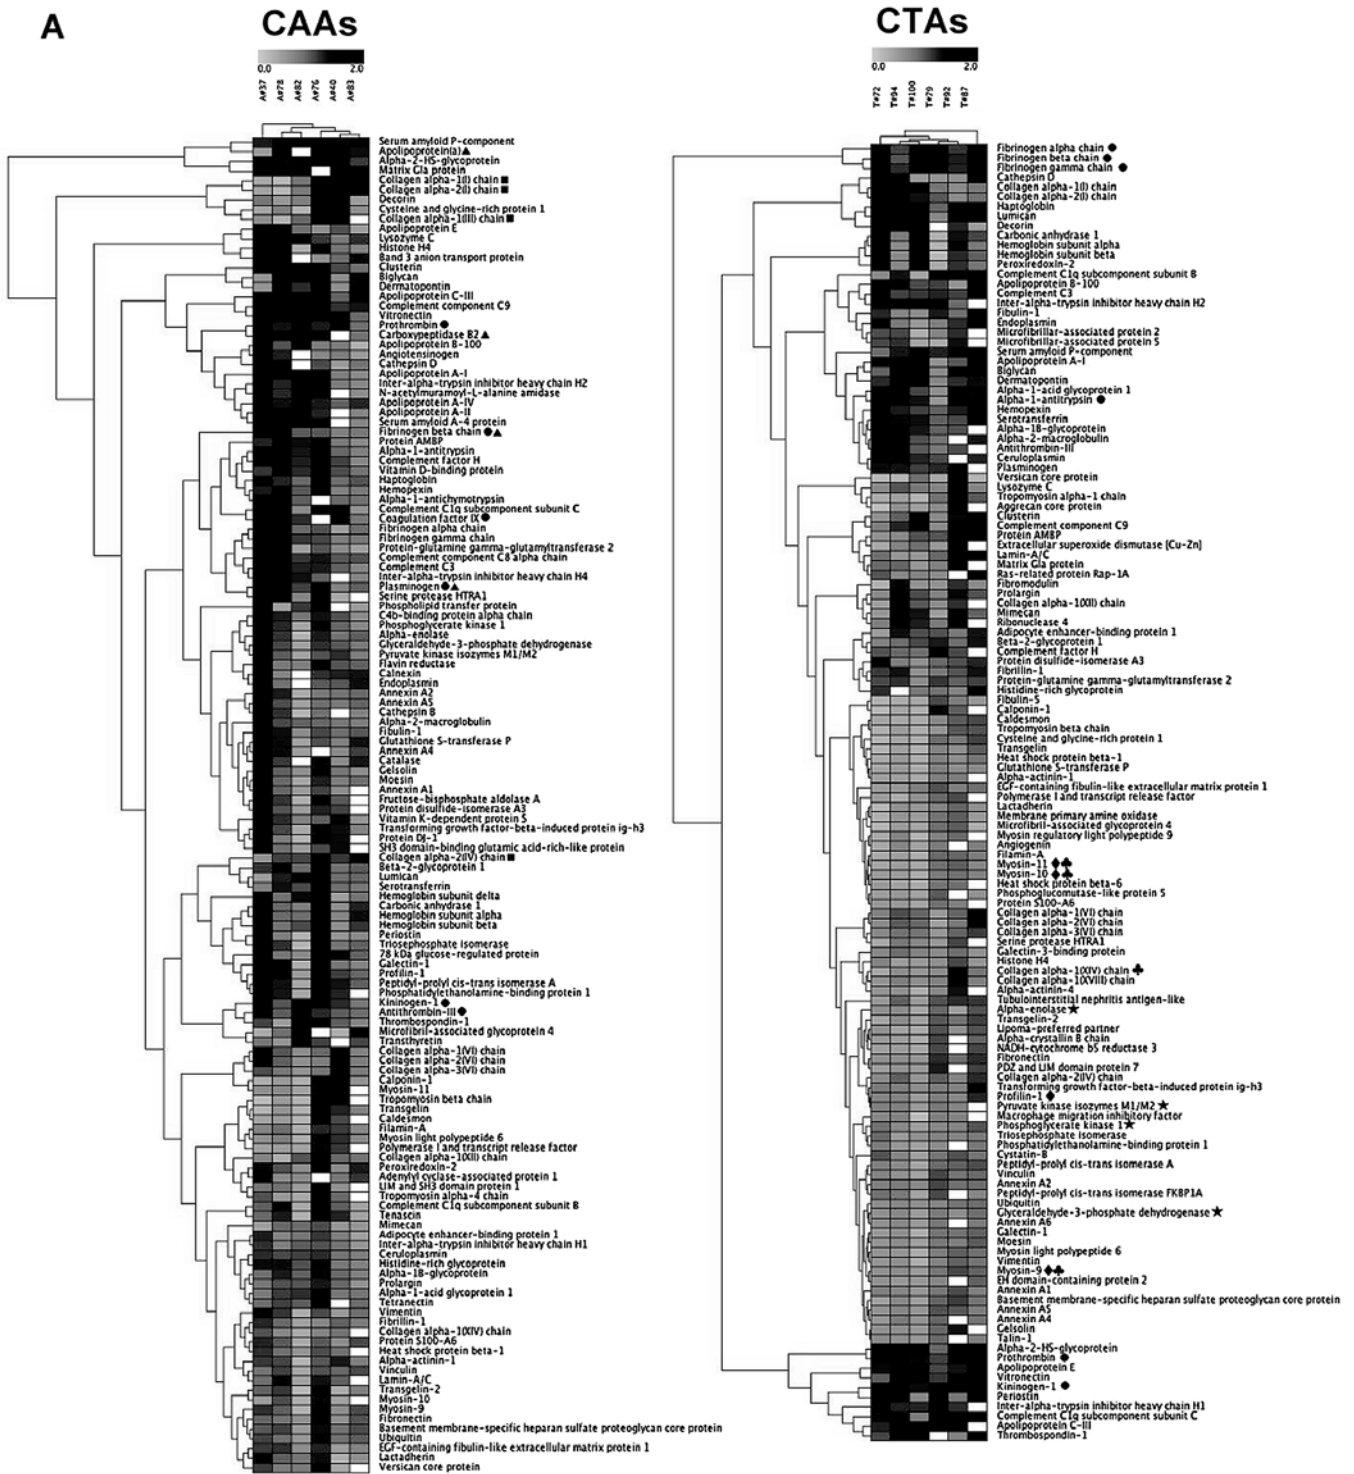 A
CAAs
0.0 2.0
A#37 A#78 A#82 A#76 A#40 A#83
Serum amyloid P-component
Apolipoprotein(a)▲
Alpha-2-HS-glycoprotein
Matrix Gla protein
Collagen alpha-1(I) chain ■
Collagen alpha-2(I) chain ■
Decorin
Cysteine and glycine-rich protein 1
Collagen alpha-1(III) chain ■
Apolipoprotein E
Lysozyme C
Histone H4
Band 3 anion transport protein
Clusterin
Biglycan
Dermatopontin
Apolipoprotein C-III
Complement component C9
Vitronectin
Prothrombin ●
Carboxypeptidase B2 ▲
Apolipoprotein B-100
Angiotensinogen
Cathepsin D
Apolipoprotein A-I
Inter-alpha-trypsin inhibitor heavy chain H2
N-acetylmuramoyl-L-alanine amidase
Apolipoprotein A-IV
Apolipoprotein A-II
Serum amyloid A-4 protein
Fibrinogen beta chain ●▲
Protein AMBP
Alpha-1-antitrypsin
Complement factor H
Vitamin D-binding protein
Haptoglobin
Hemopexin
Alpha-1-antichymotrypsin
Complement C1q subcomponent subunit C
Coagulation factor IX ●
Fibrinogen alpha chain
Fibrinogen gamma chain
Protein-glutamine gamma-glutamyltransferase 2
Complement component C8 alpha chain
Complement C3
Inter-alpha-trypsin inhibitor heavy chain H4
Plasminogen ●▲
Serine protease HTRA1
Phospholipid transfer protein
C4b-binding protein alpha chain
Phosphoglycerate kinase 1
Alpha-enolase
Glyceraldehyde-3-phosphate dehydrogenase
Pyruvate kinase isozymes M1/M2
Flavin reductase
Calnexin
Endoplasmin
Annexin A2
Annexin A5
Cathepsin B
Alpha-2-macroglobulin
Fibulin-1
Glutathione S-transferase P
Annexin A4
Catalase
Gelsolin
Moesin
Annexin A1
Fructose-bisphosphate aldolase A
Protein disulfide-isomerase A3
Vitamin K-dependent protein S
Transforming growth factor-beta-induced protein ig-h3
Protein DJ-1
SH3 domain-binding glutamic acid-rich-like protein
Collagen alpha-2(IV) chain ■
Beta-2-glycoprotein 1
Lumican
Serotransferrin
Hemoglobin subunit delta
Carbonic anhydrase 1
Hemoglobin subunit alpha
Hemoglobin subunit beta
Periostin
Triosephosphate isomerase
78 kDa glucose-regulated protein
Galectin-1
Profilin-1
Peptidyl-prolyl cis-trans isomerase A
Phosphatidylethanolamine-binding protein 1
Kininogen-1 ●
Antithrombin-III ●
Thrombospondin-1
Microfibril-associated glycoprotein 4
Transthyretin
Collagen alpha-1(VI) chain
Collagen alpha-2(VI) chain
Collagen alpha-3(VI) chain
Calponin-1
Myosin-11
Tropomyosin beta chain
Transgelin
Caldesmon
Filamin-A
Myosin light polypeptide 6
Polymerase I and transcript release factor
Collagen alpha-1(XII) chain
Peroxiredoxin-2
Adenylyl cyclase-associated protein 1
LIM and SH3 domain protein 1
Tropomyosin alpha-4 chain
Complement C1q subcomponent subunit B
Tenascin
Mimecan
Adipocyte enhancer-binding protein 1
Inter-alpha-trypsin inhibitor heavy chain H1
Ceruloplasmin
Histidine-rich glycoprotein
Alpha-1B-glycoprotein
Prolargin
Alpha-1-acid glycoprotein 1
Tetranectin
Vimentin
Fibrillin-1
Collagen alpha-1(XIV) chain
Protein S100-A6
Heat shock protein beta-1
Alpha-actinin-1
Vinculin
Lamin-A/C
Transgelin-2
Myosin-10
Myosin-9
Fibronectin
Basement membrane-specific heparan sulfate proteoglycan core protein
Ubiquitin
EGF-containing fibulin-like extracellular matrix protein 1
Lactadherin
Versican core protein
CTAs
0.0 2.0
T#72 T#94 T#100 T#79 T#92 T#87
Fibrinogen alpha chain ●
Fibrinogen beta chain ●
Fibrinogen gamma chain ●
Cathepsin D
Collagen alpha-1(I) chain
Collagen alpha-2(I) chain
Haptoglobin
Lumican
Decorin
Carbonic anhydrase 1
Hemoglobin subunit alpha
Hemoglobin subunit beta
Peroxiredoxin-2
Complement C1q subcomponent subunit B
Apolipoprotein B-100
Complement C3
Inter-alpha-trypsin inhibitor heavy chain H2
Fibulin-1
Endoplasmin
Microfibrillar-associated protein 2
Microfibrillar-associated protein 5
Serum amyloid P-component
Apolipoprotein A-I
Biglycan
Dermatopontin
Alpha-1-acid glycoprotein 1
Alpha-1-antitrypsin ●
Hemopexin
Serotransferrin
Alpha-1B-glycoprotein
Alpha-2-macroglobulin
Antithrombin-III
Ceruloplasmin
Plasminogen
Versican core protein
Lysozyme C
Tropomyosin alpha-1 chain
Aggrecan core protein
Clusterin
Complement component C9
Protein AMBP
Extracellular superoxide dismutase [Cu-Zn]
Lamin-A/C
Matrix Gla protein
Ras-related protein Rap-1A
Fibromodulin
Prolargin
Collagen alpha-1(XII) chain
Mimecan
Ribonuclease 4
Adipocyte enhancer-binding protein 1
Beta-2-glycoprotein 1
Complement factor H
Protein disulfide-isomerase A3
Fibrillin-1
Protein-glutamine gamma-glutamyltransferase 2
Histidine-rich glycoprotein
Fibulin-5
Calponin-1
Caldesmon
Tropomyosin beta chain
Cysteine and glycine-rich protein 1
Transgelin
Heat shock protein beta-1
Glutathione S-transferase P
Alpha-actinin-1
EGF-containing fibulin-like extracellular matrix protein 1
Polymerase I and transcript release factor
Lactadherin
Membrane primary amine oxidase
Microfibril-associated glycoprotein 4
Myosin regulatory light polypeptide 9
Angiogenin
Filamin-A
Myosin-11 ♦♣
Myosin-10 ♦♣
Heat shock protein beta-6
Phosphoglucomutase-like protein 5
Protein S100-A6
Collagen alpha-1(VI) chain
Collagen alpha-2(VI) chain
Collagen alpha-3(VI) chain
Serine protease HTRA1
Galectin-3-binding protein
Histone H4
Collagen alpha-1(XIV) chain ♣
Collagen alpha-1(XVIII) chain
Alpha-actinin-4
Tubulointerstitial nephritis antigen-like
Alpha-enolase ★
Transgelin-2
Lipoma-preferred partner
Alpha-crystallin B chain
NADH-cytochrome b5 reductase 3
Fibronectin
PDZ and LIM domain protein 7
Collagen alpha-2(IV) chain
Transforming growth factor-beta-induced protein ig-h3
Profilin-1 ♦
Pyruvate kinase isozymes M1/M2 ★
Macrophage migration inhibitory factor
Phosphoglycerate kinase 1 ★
Triosephosphate isomerase
Phosphatidylethanolamine-binding protein 1
Cystatin-B
Peptidyl-prolyl cis-trans isomerase A
Vinculin
Annexin A2
Peptidyl-prolyl cis-trans isomerase FKBP1A
Ubiquitin
Glyceraldehyde-3-phosphate dehydrogenase ★
Annexin A6
Galectin-1
Moesin
Myosin light polypeptide 6
Vimentin
Myosin-9 ♦♣
EH domain-containing protein 2
Annexin A1
Basement membrane-specific heparan sulfate proteoglycan core protein
Annexin A5
Annexin A4
Gelsolin
Talin-1
Alpha-2-HS-glycoprotein
Prothrombin ●
Apolipoprotein E
Vitronectin
Kininogen-1 ●
Periostin
Inter-alpha-trypsin inhibitor heavy chain H1
Complement C1q subcomponent subunit C
Apolipoprotein C-III
Thrombospondin-1